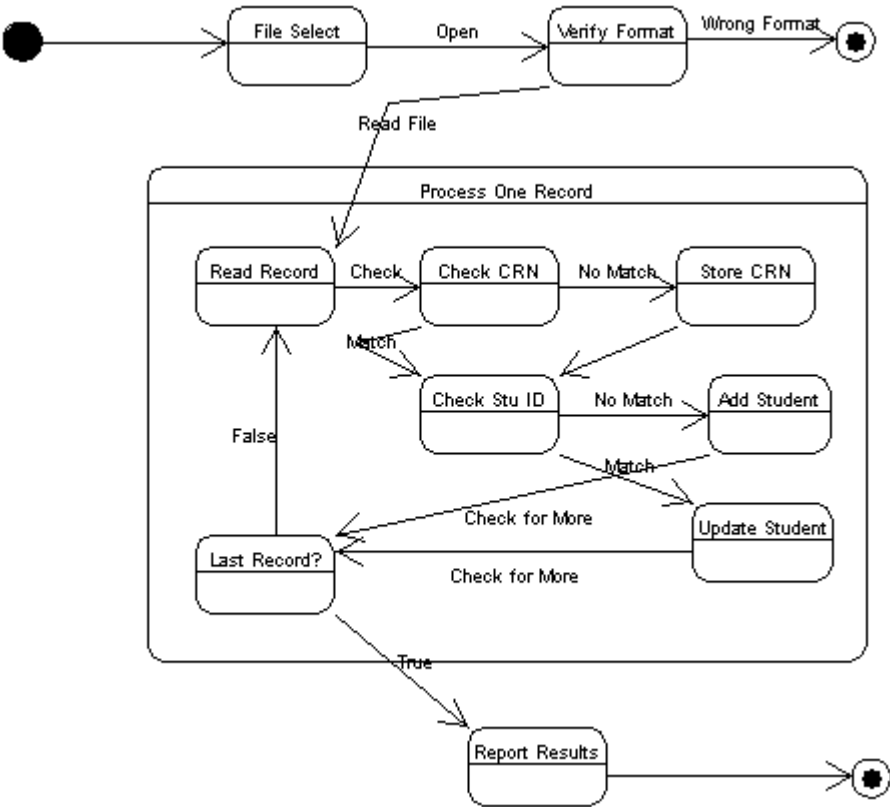 File Select
Open
Verify Format
Wrong Format
Read File
Process One Record
Read Record
Check
Check CRN
No Match
Store CRN
Match
Check Stu ID
No Match
Add Student
False
Match
Check for More
Update Student
Last Record?
Check for More
True
Report Results